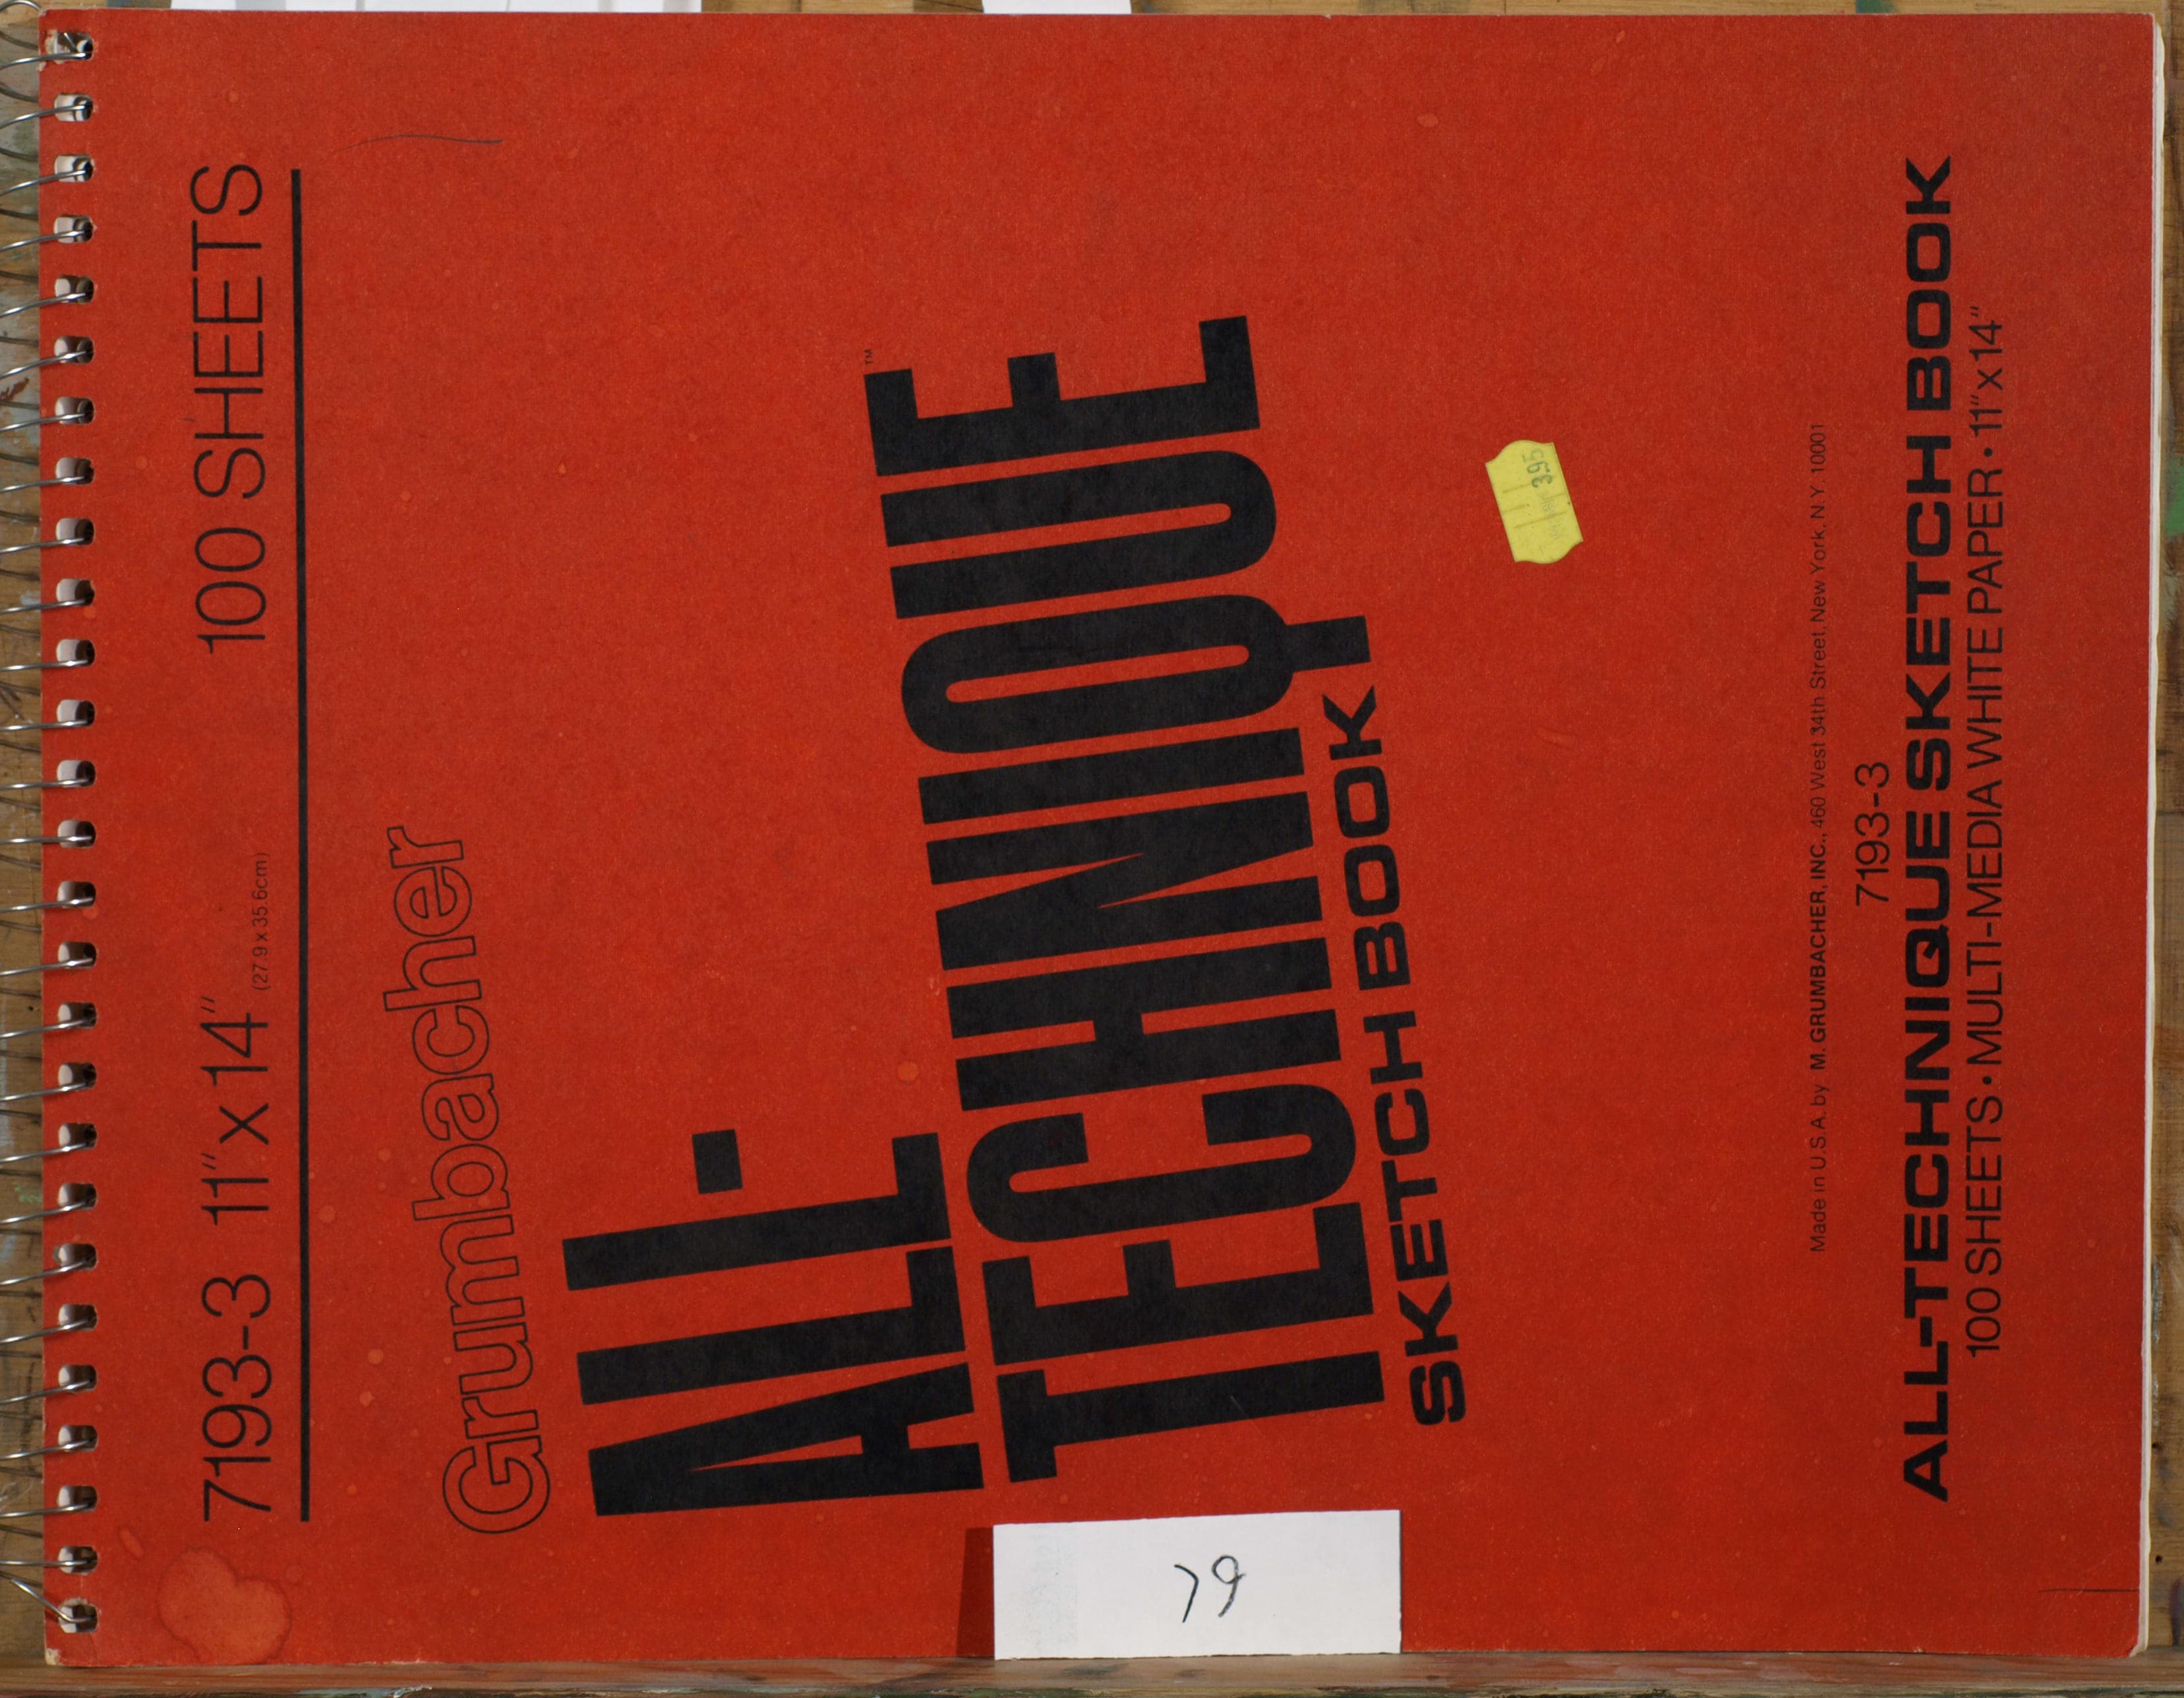 7193-3 11" x 14" 100 SHEETS
(27.9 x 35.6cm)
Grumbacher
ALL-
TECHNIQUE™
SKETCH BOOK
3.95
Made in U.S.A. by M. GRUMBACHER, INC., 460 West 34th Street, New York, N.Y. 10001
7193-3
ALL-TECHNIQUE SKETCH BOOK
100 SHEETS • MULTI-MEDIA WHITE PAPER • 11" x 14"
79